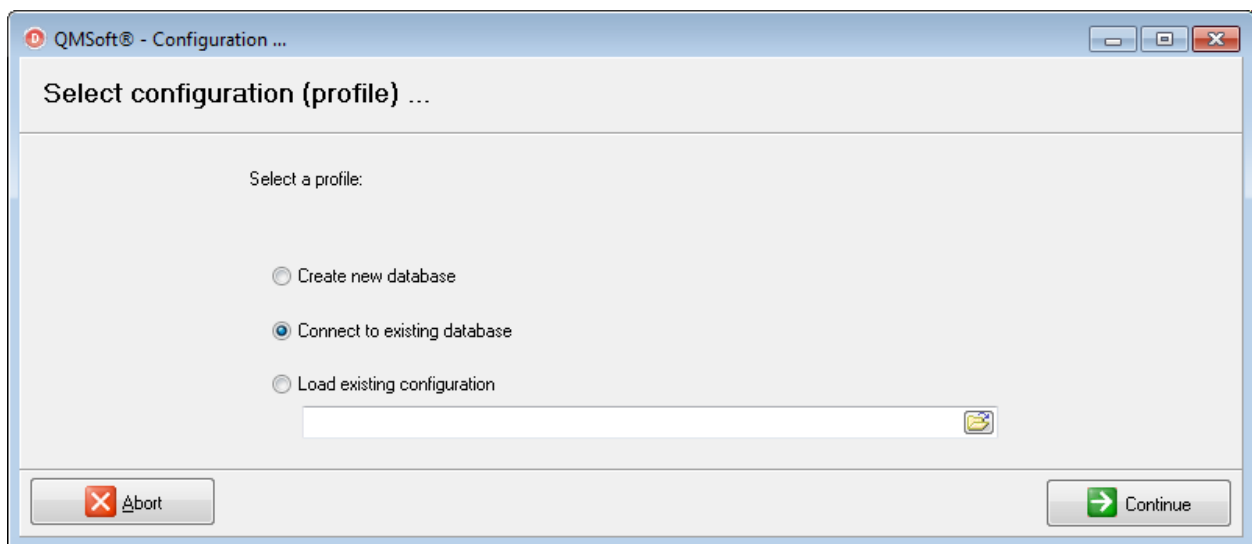 QMSoft® - Configuration ...
Select configuration (profile) ...
Select a profile:
Create new database
Connect to existing database
Load existing configuration
Abort
Continue